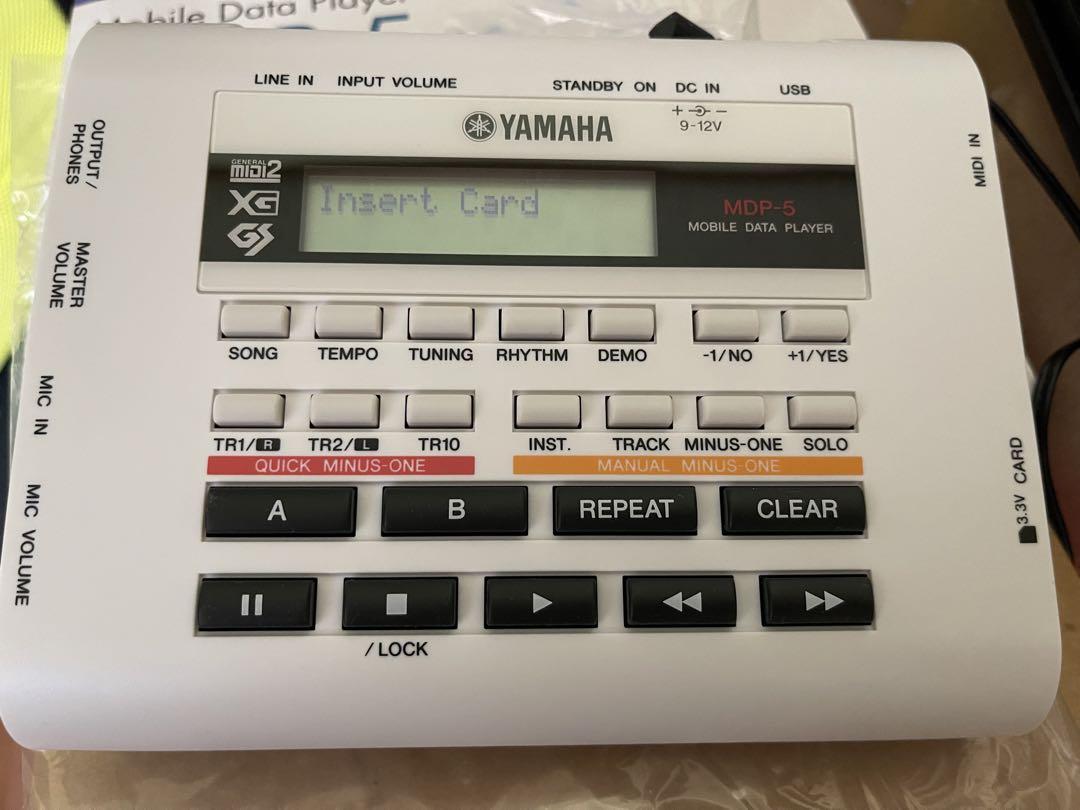 Mobile Data Player
LINE IN INPUT VOLUME STANDBY ON DC IN USB
+ −
9-12V
YAMAHA
OUTPUT/
PHONES
MIDI IN
GENERAL
MIDI2
XG
GS
Insert Card
MDP-5
MOBILE DATA PLAYER
MASTER
VOLUME
SONG TEMPO TUNING RHYTHM DEMO -1/NO +1/YES
MIC IN
TR1/R TR2/L TR10 INST. TRACK MINUS-ONE SOLO
QUICK MINUS-ONE MANUAL MINUS-ONE
3.3V CARD
MIC VOLUME
A B REPEAT CLEAR
/LOCK